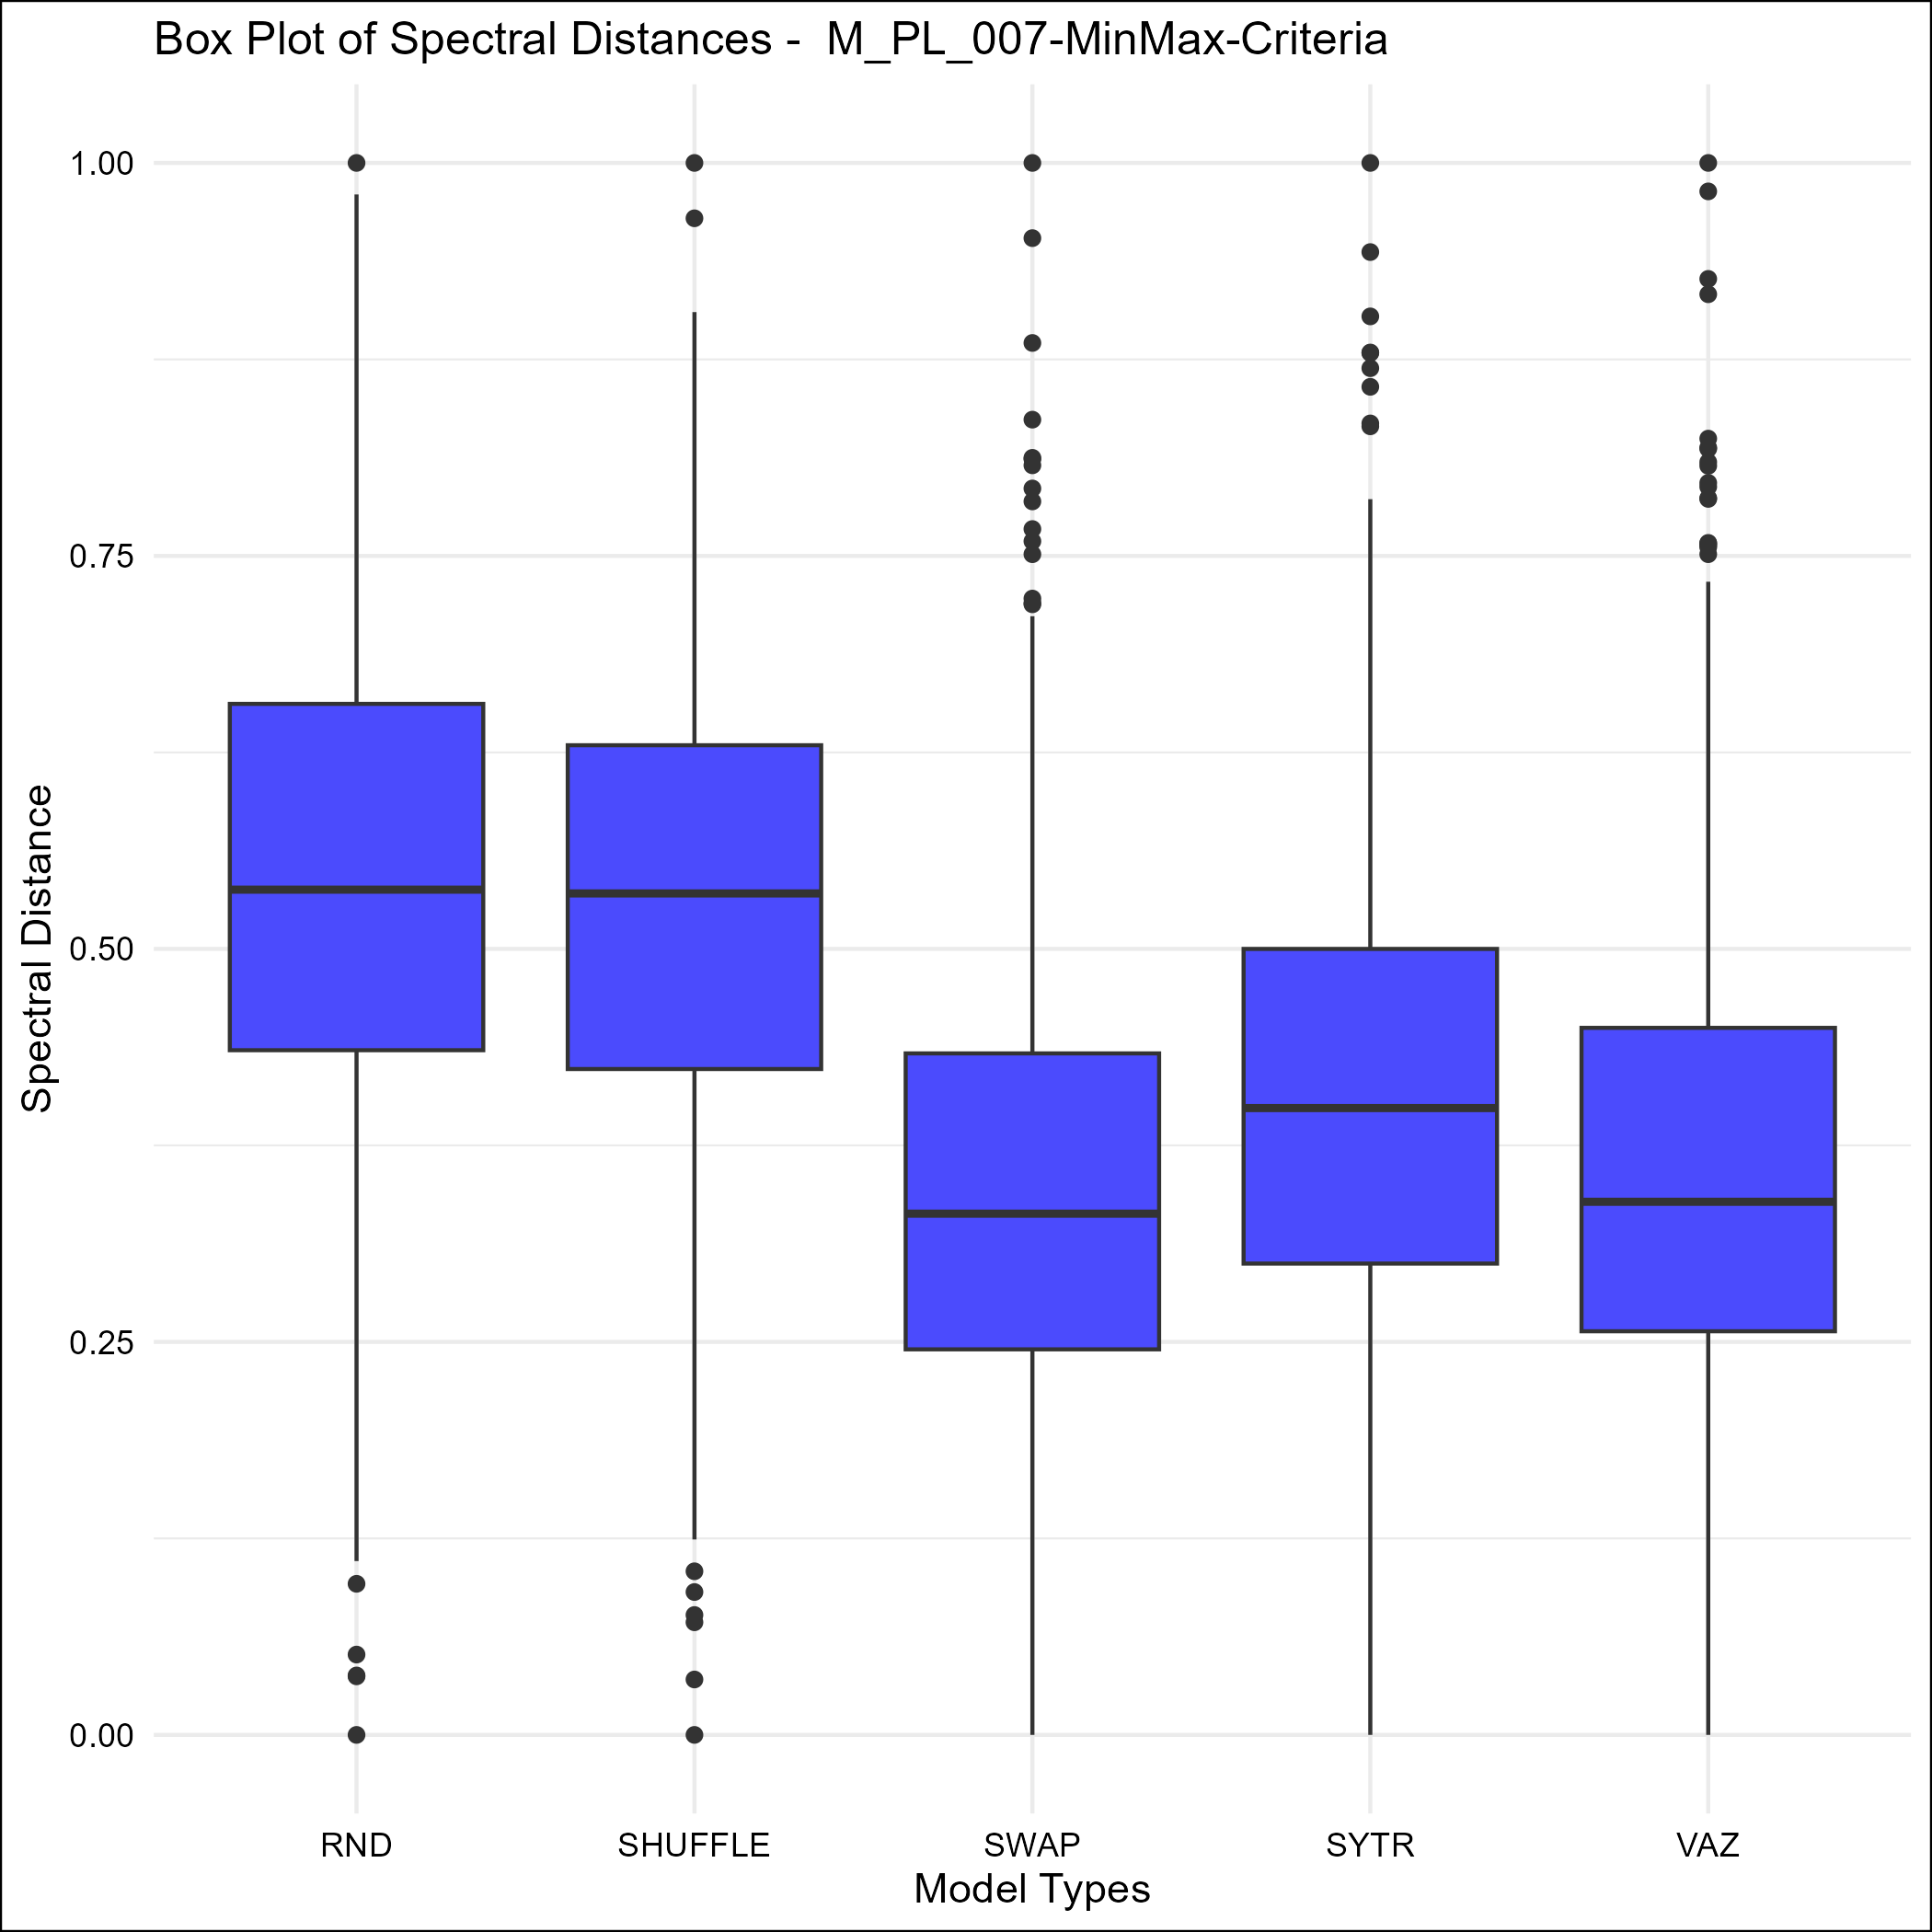 Box Plot of Spectral Distances -  M_PL_007-MinMax-Criteria
1.00
0.75
0.50
0.25
0.00
Spectral Distance
RND SHUFFLE SWAP SYTR VAZ
Model Types